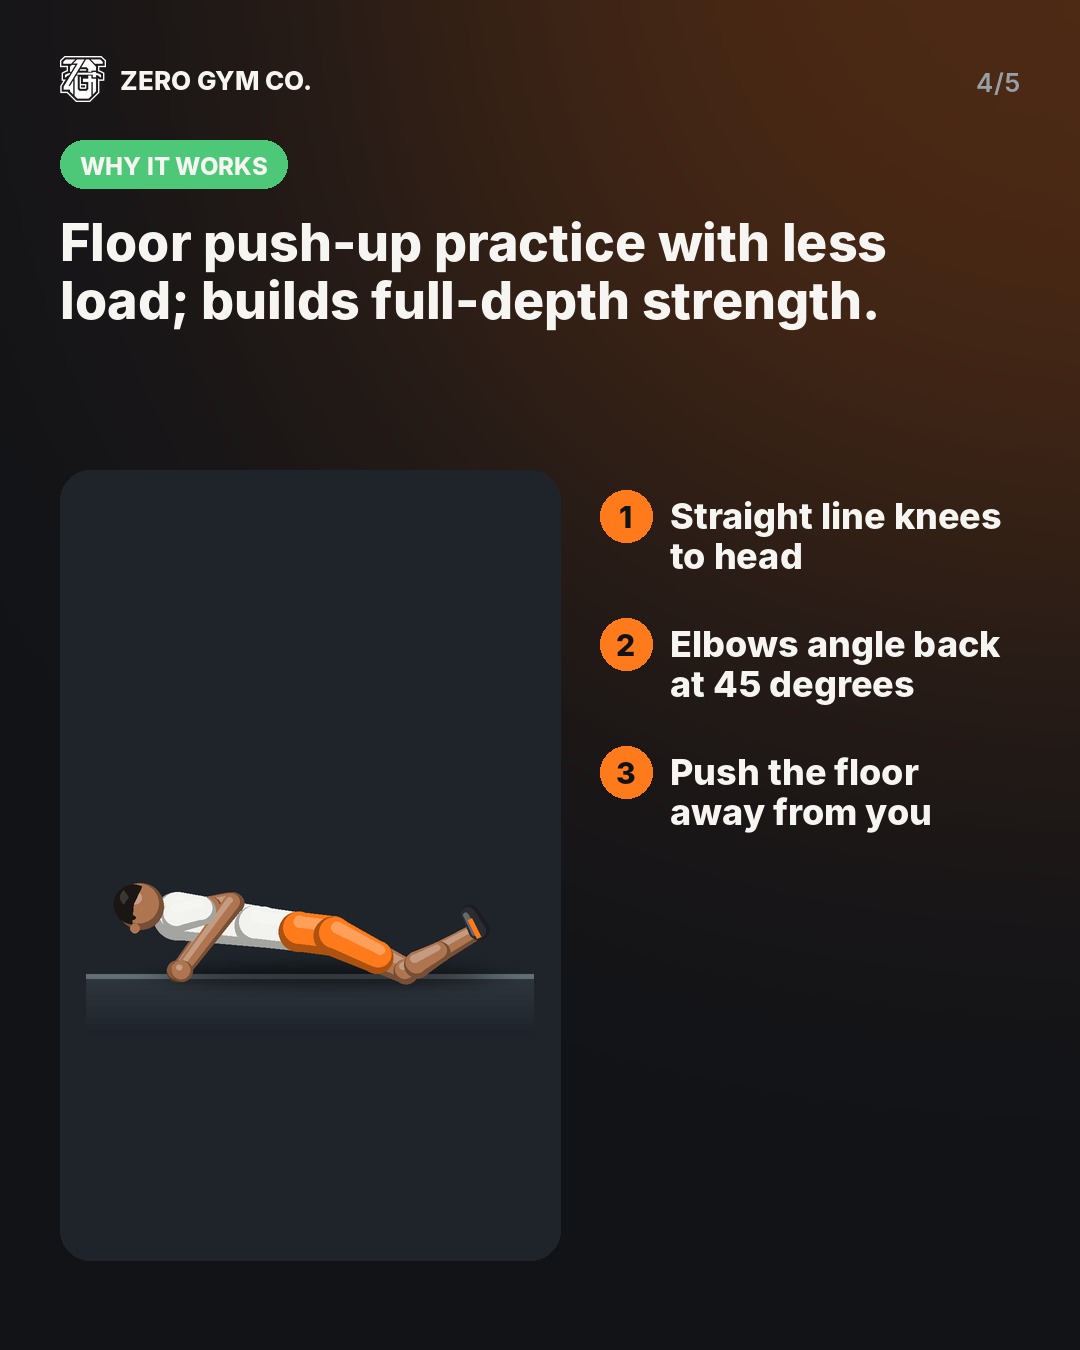 ZERO GYM CO.
4/5
WHY IT WORKS
Floor push-up practice with less
load; builds full-depth strength.
1 Straight line knees
to head
2 Elbows angle back
at 45 degrees
3 Push the floor
away from you